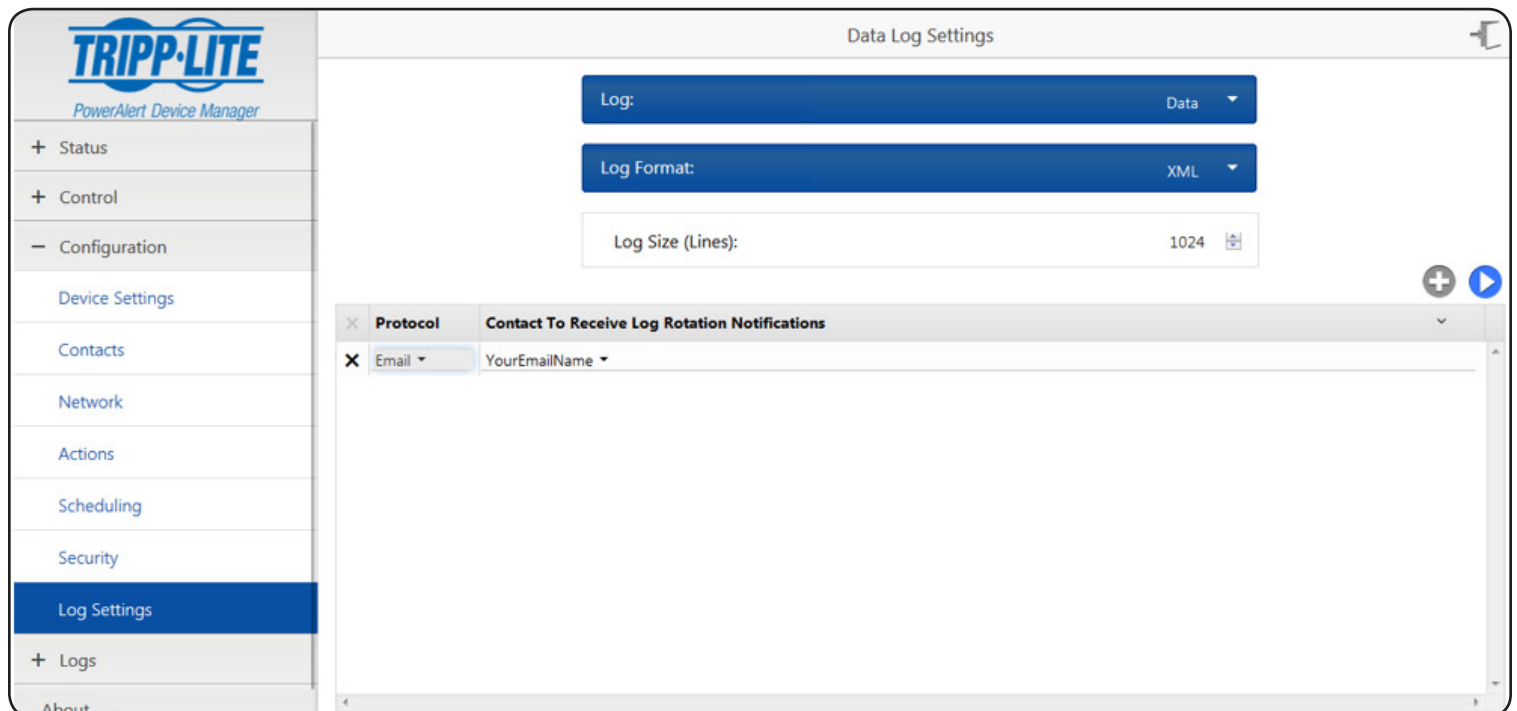 TRIPP·LITE
PowerAlert Device Manager
+ Status
+ Control
− Configuration
Device Settings
Contacts
Network
Actions
Scheduling
Security
Log Settings
+ Logs
About
Data Log Settings
Log: Data
Log Format: XML
Log Size (Lines): 1024
Protocol Contact To Receive Log Rotation Notifications
Email YourEmailName